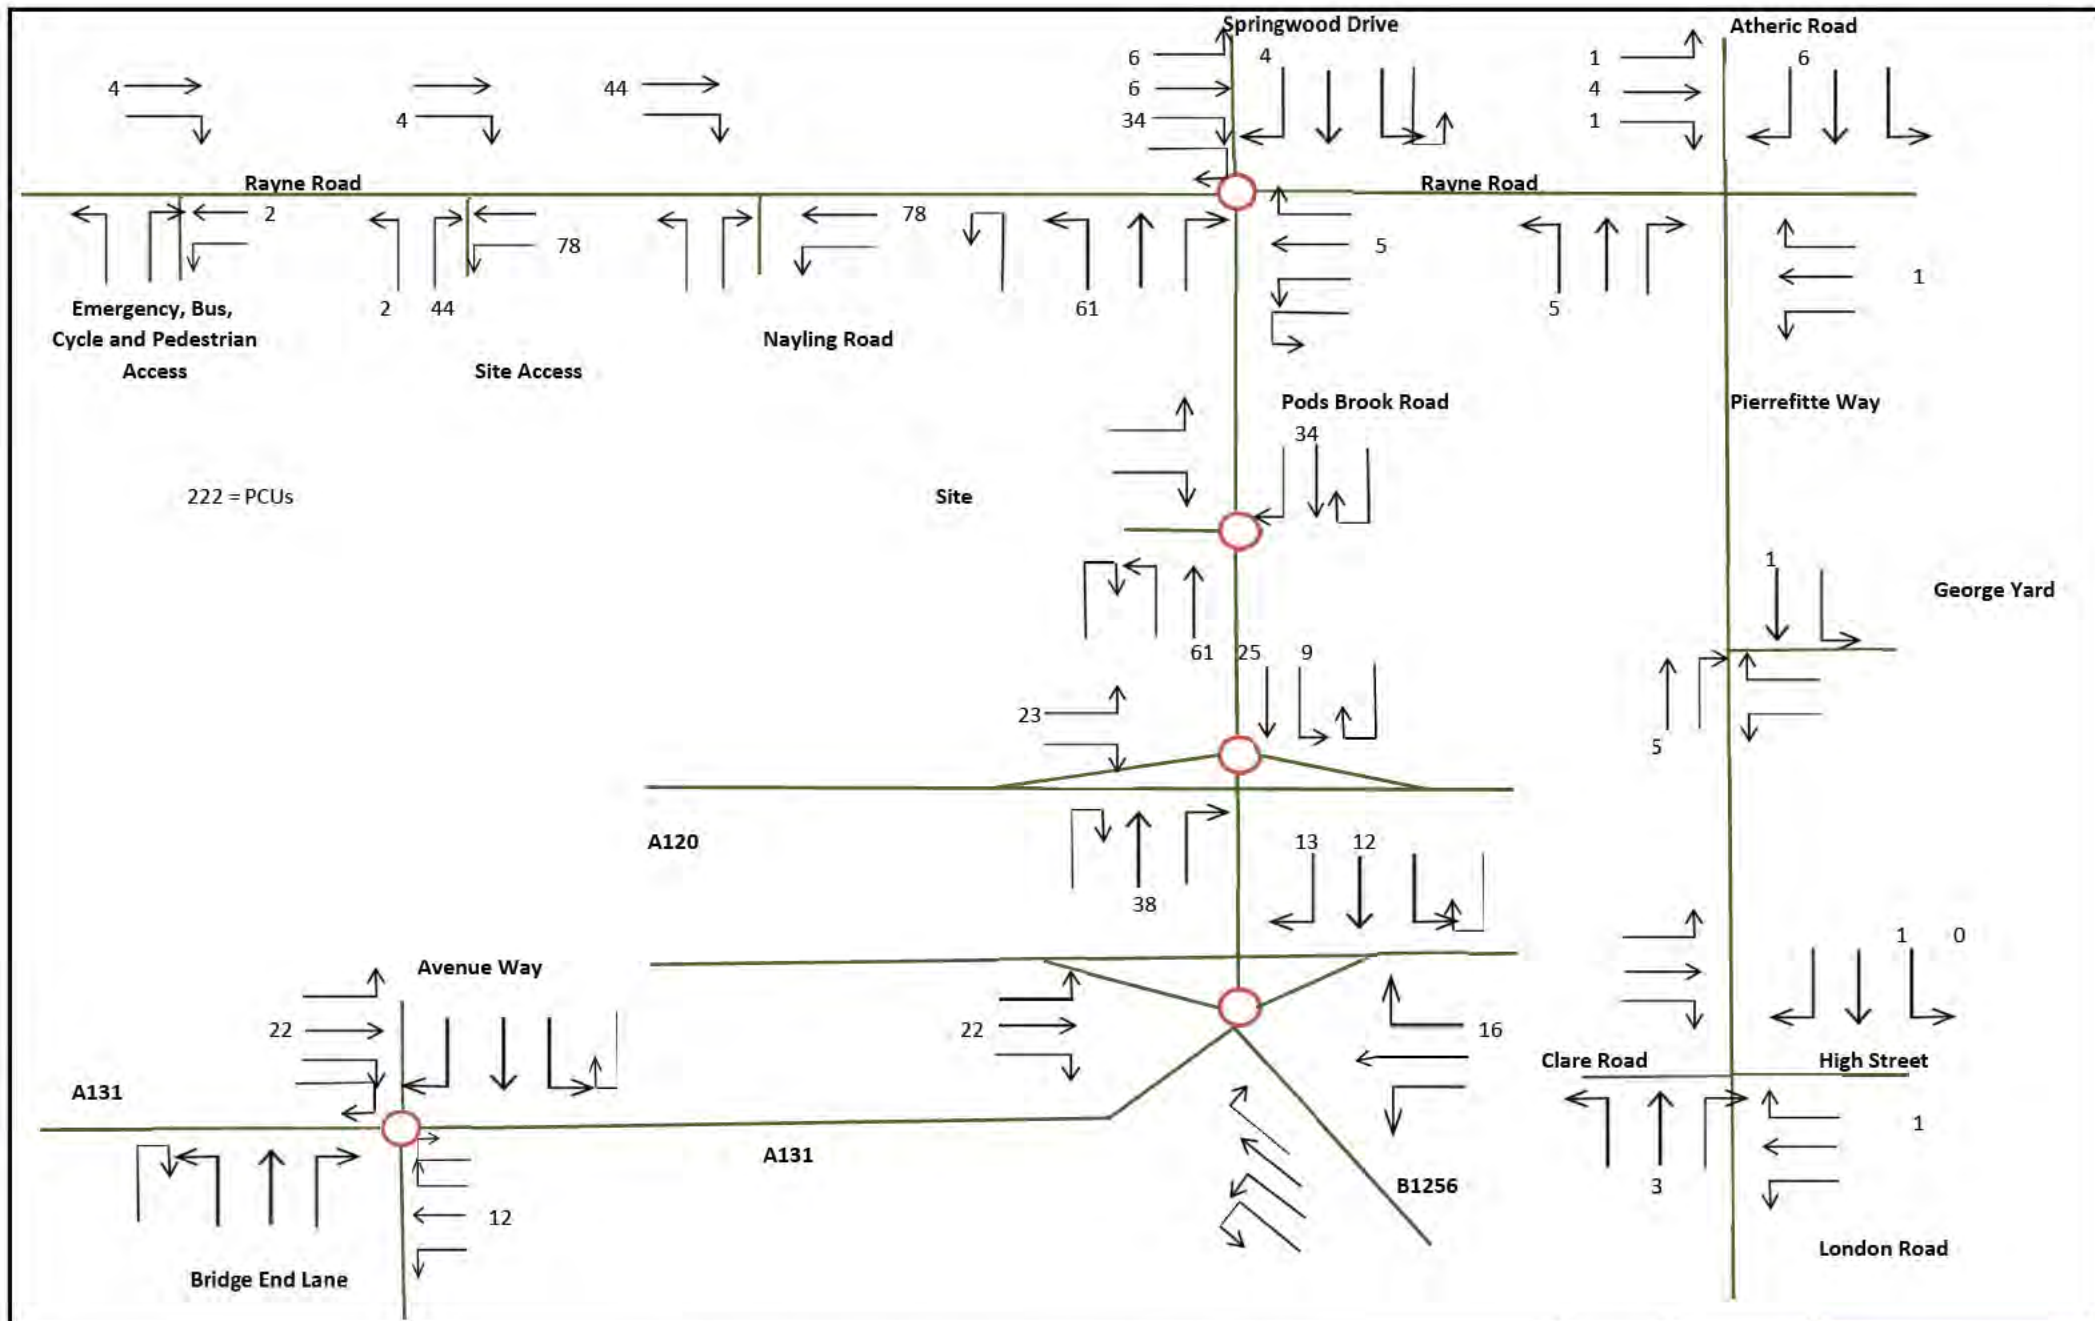 Springwood Drive
Atheric Road
6
4
1
6
4
44
6
4
4
34
1
Rayne Road
Rayne Road
2
78
78
5
1
2
44
61
5
Emergency, Bus,
Cycle and Pedestrian
Access
Site Access
Nayling Road
Pods Brook Road
Pierrefitte Way
34
222 = PCUs
Site
1
George Yard
61
25
9
23
5
A120
13
12
38
1
0
Avenue Way
22
22
16
Clare Road
High Street
A131
1
A131
B1256
3
12
London Road
Bridge End Lane